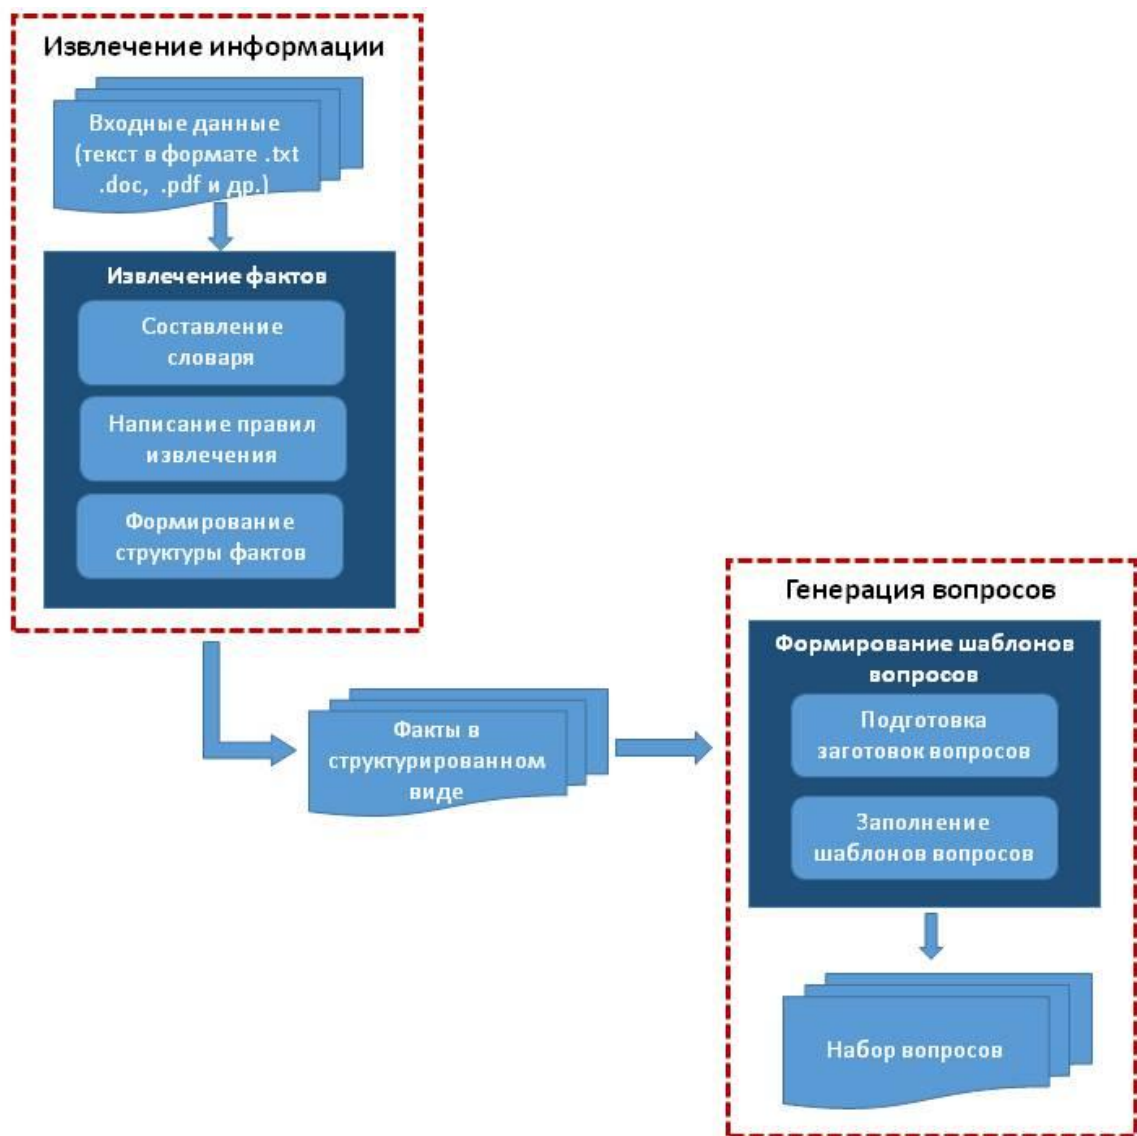 Извлечение информации
Входные данные
(текст в формате .txt
.doc, .pdf и др.)
Извлечение фактов
Составление
словаря
Написание правил
извлечения
Формирование
структуры фактов
Факты в
структурированном
виде
Генерация вопросов
Формирование шаблонов
вопросов
Подготовка
заготовок вопросов
Заполнение
шаблонов вопросов
Набор вопросов